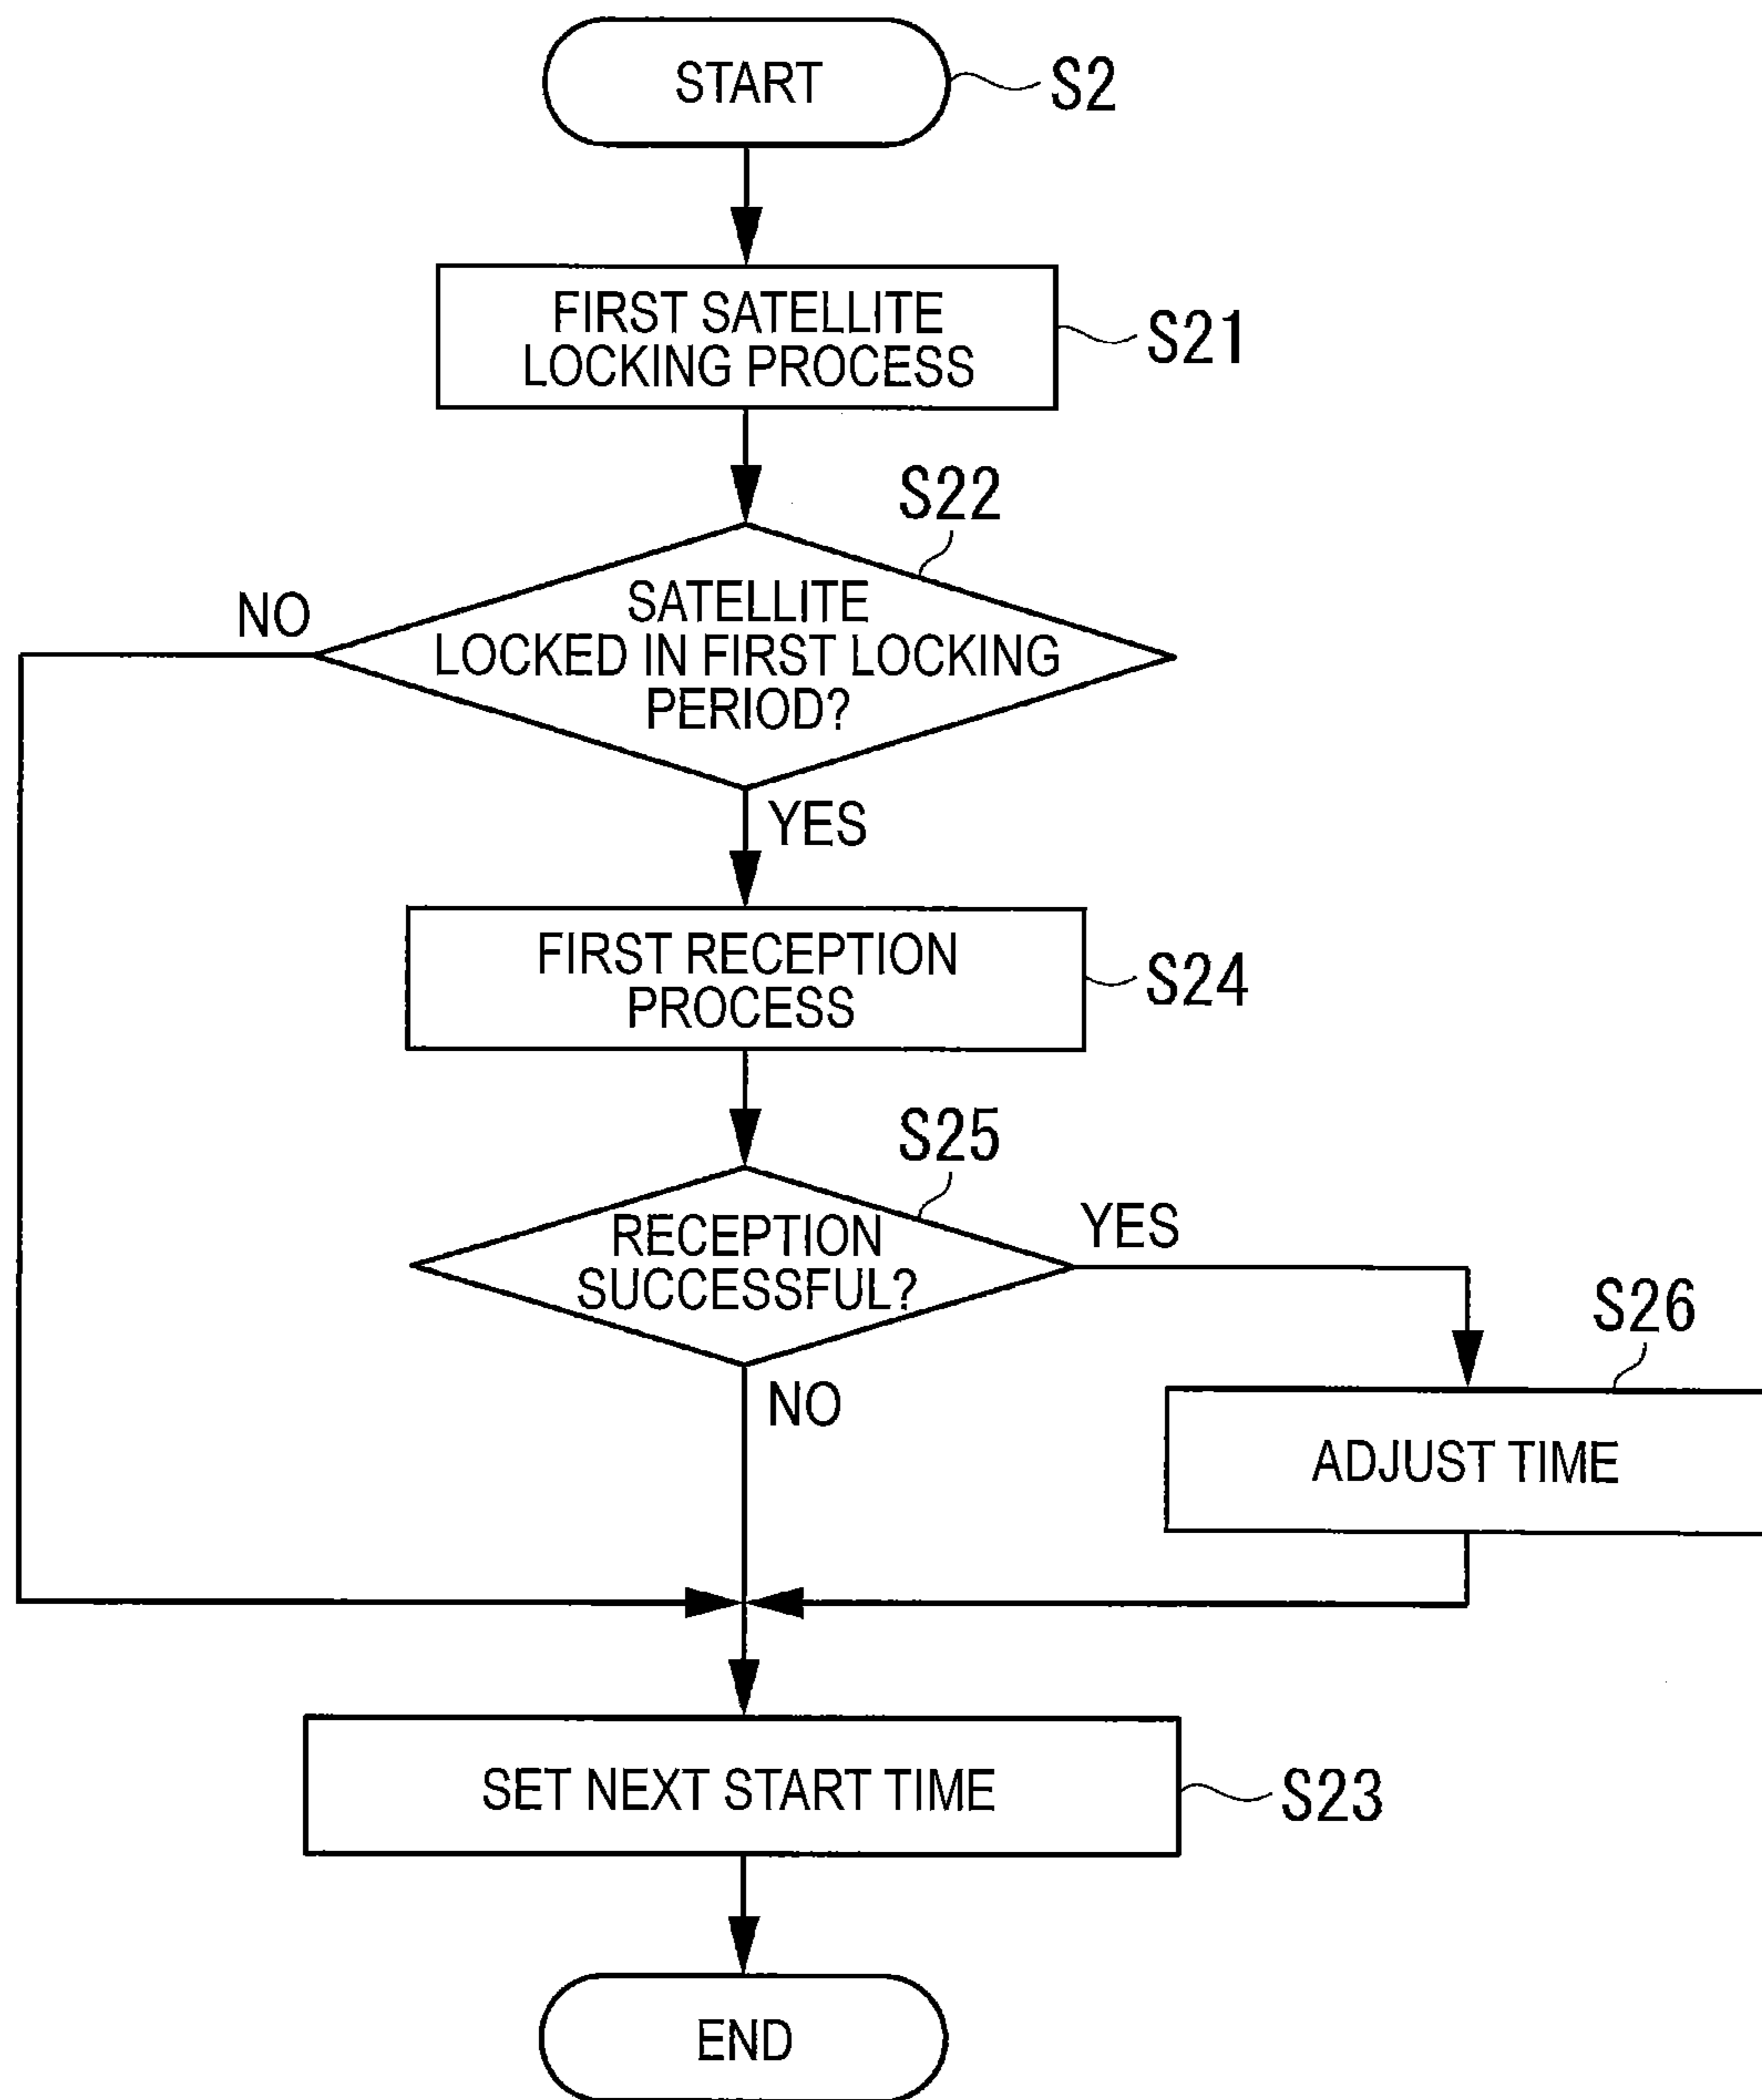 START
S2
FIRST SATELLITE
LOCKING PROCESS
S21
S22
SATELLITE
LOCKED IN FIRST LOCKING
PERIOD?
NO
YES
FIRST RECEPTION
PROCESS
S24
S25
RECEPTION
SUCCESSFUL?
YES
NO
S26
ADJUST TIME
SET NEXT START TIME
S23
END